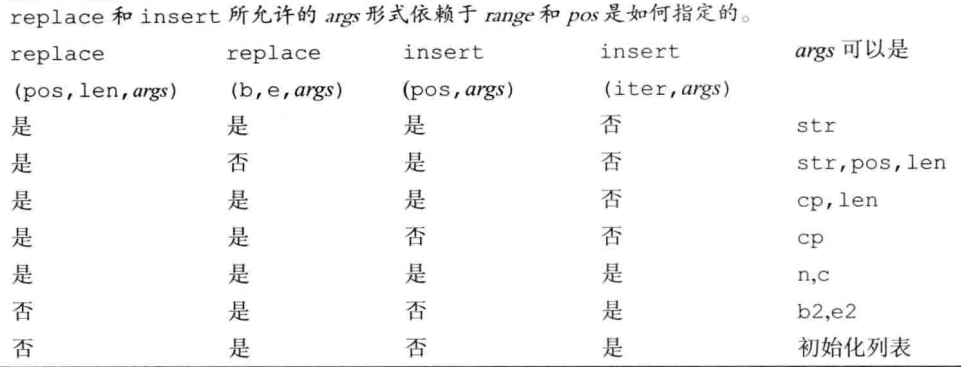 replace 和 insert 所允许的 args 形式依赖于 range 和 pos 是如何指定的。
replace replace insert insert args 可以是
(pos,len,args) (b,e,args) (pos,args) (iter,args)
是 是 是 否 str
是 否 是 否 str,pos,len
是 是 是 否 cp,len
是 是 否 否 cp
是 是 是 是 n,c
否 是 否 是 b2,e2
否 是 否 是 初始化列表